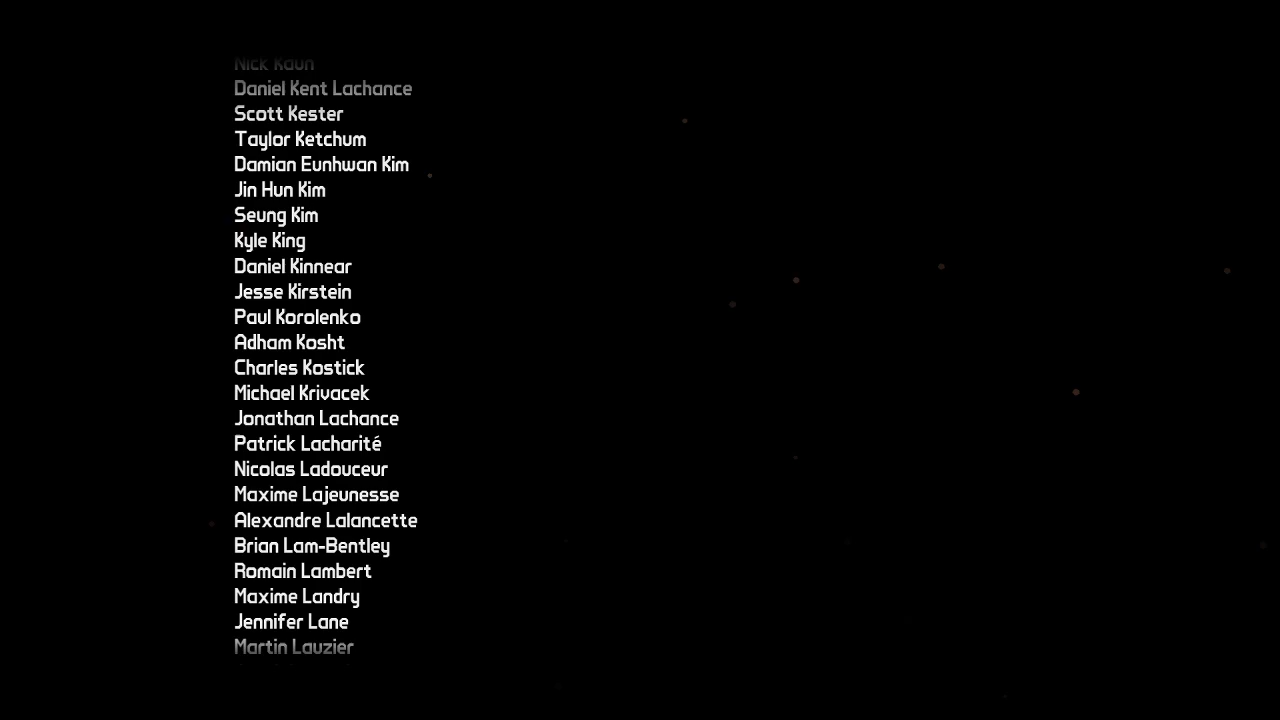 Nick Kaun
Daniel Kent Lachance
Scott Kester
Taylor Ketchum
Damian Eunhwan Kim
Jin Hun Kim
Seung Kim
Kyle King
Daniel Kinnear
Jesse Kirstein
Paul Korolenko
Adham Kosht
Charles Kostick
Michael Krivacek
Jonathan Lachance
Patrick Lacharité
Nicolas Ladouceur
Maxime Lajeunesse
Alexandre Lalancette
Brian Lam-Bentley
Romain Lambert
Maxime Landry
Jennifer Lane
Martin Lauzier